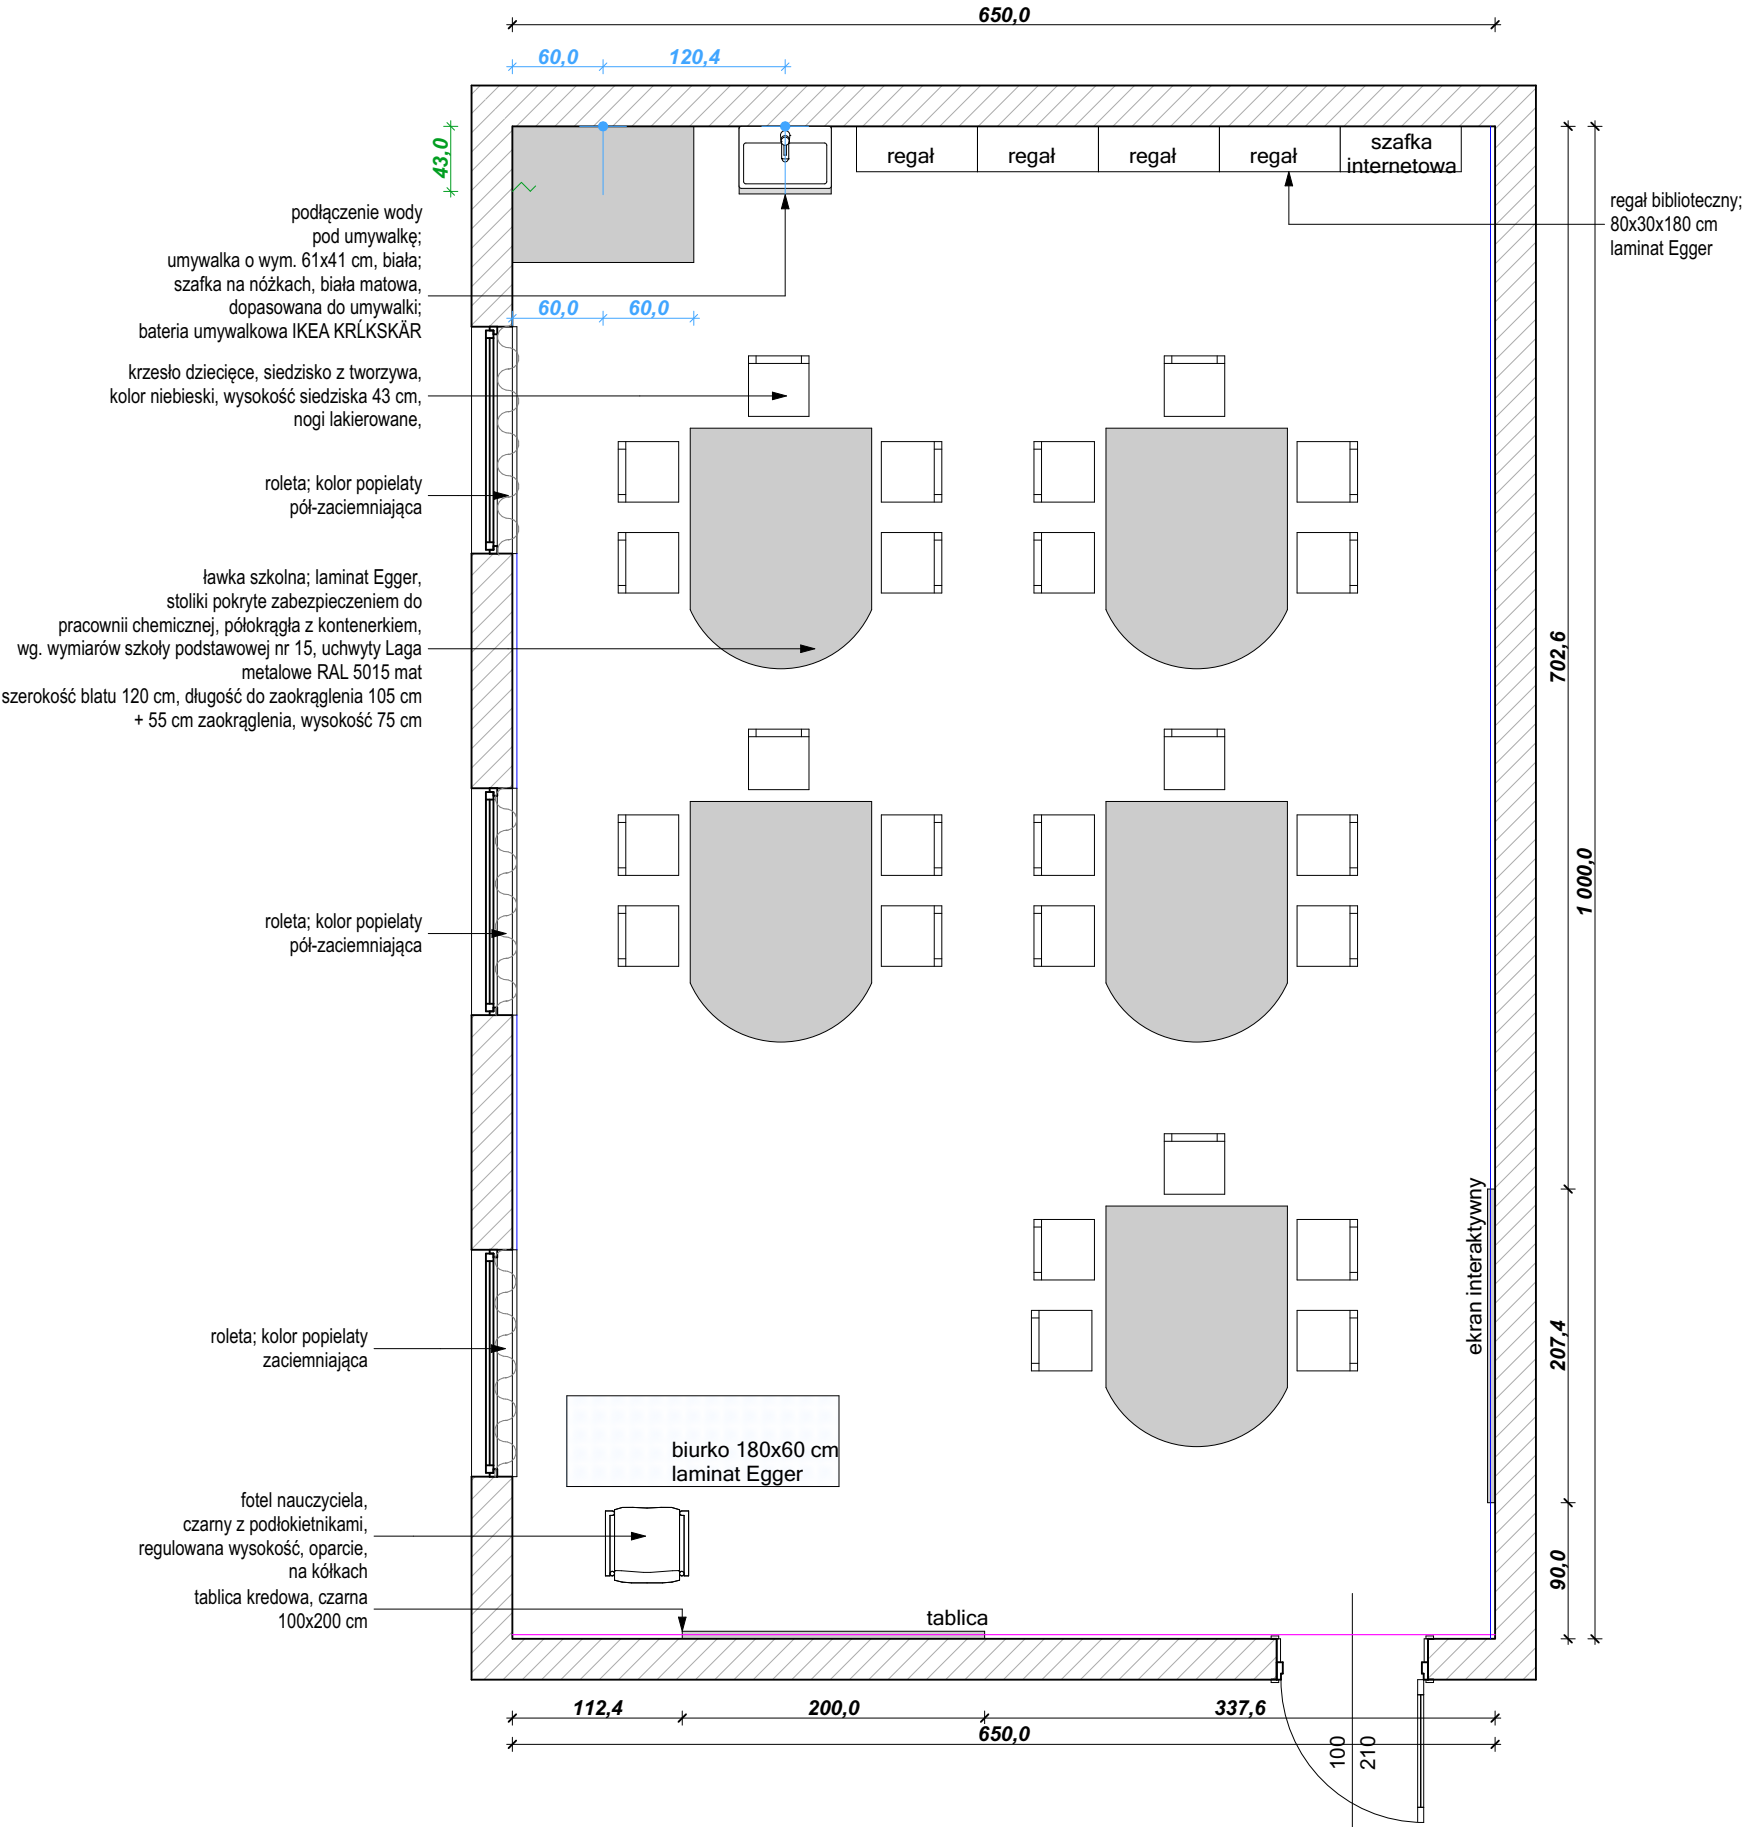 650,0
60,0
120,4
43,0
regał
regał
regał
regał
szafka
internetowa
regał biblioteczny;
80x30x180 cm
laminat Egger
podłączenie wody
pod umywalkę;
umywalka o wym. 61x41 cm, biała;
szafka na nóżkach, biała matowa,
dopasowana do umywalki;
bateria umywalkowa IKEA KRĹKSKÄR
60,0
60,0
krzesło dziecięce, siedzisko z tworzywa,
kolor niebieski, wysokość siedziska 43 cm,
nogi lakierowane,
roleta; kolor popielaty
pół-zaciemniająca
ławka szkolna; laminat Egger,
stoliki pokryte zabezpieczeniem do
pracownii chemicznej, półokrągła z kontenerkiem,
wg. wymiarów szkoły podstawowej nr 15, uchwyty Laga
metalowe RAL 5015 mat
szerokość blatu 120 cm, długość do zaokrąglenia 105 cm
+ 55 cm zaokrąglenia, wysokość 75 cm
702,6
1 000,0
roleta; kolor popielaty
pół-zaciemniająca
ekran interaktywny
207,4
roleta; kolor popielaty
zaciemniająca
biurko 180x60 cm
laminat Egger
fotel nauczyciela,
czarny z podłokietnikami,
regulowana wysokość, oparcie,
na kółkach
90,0
tablica kredowa, czarna
100x200 cm
tablica
112,4
200,0
337,6
650,0
100
210